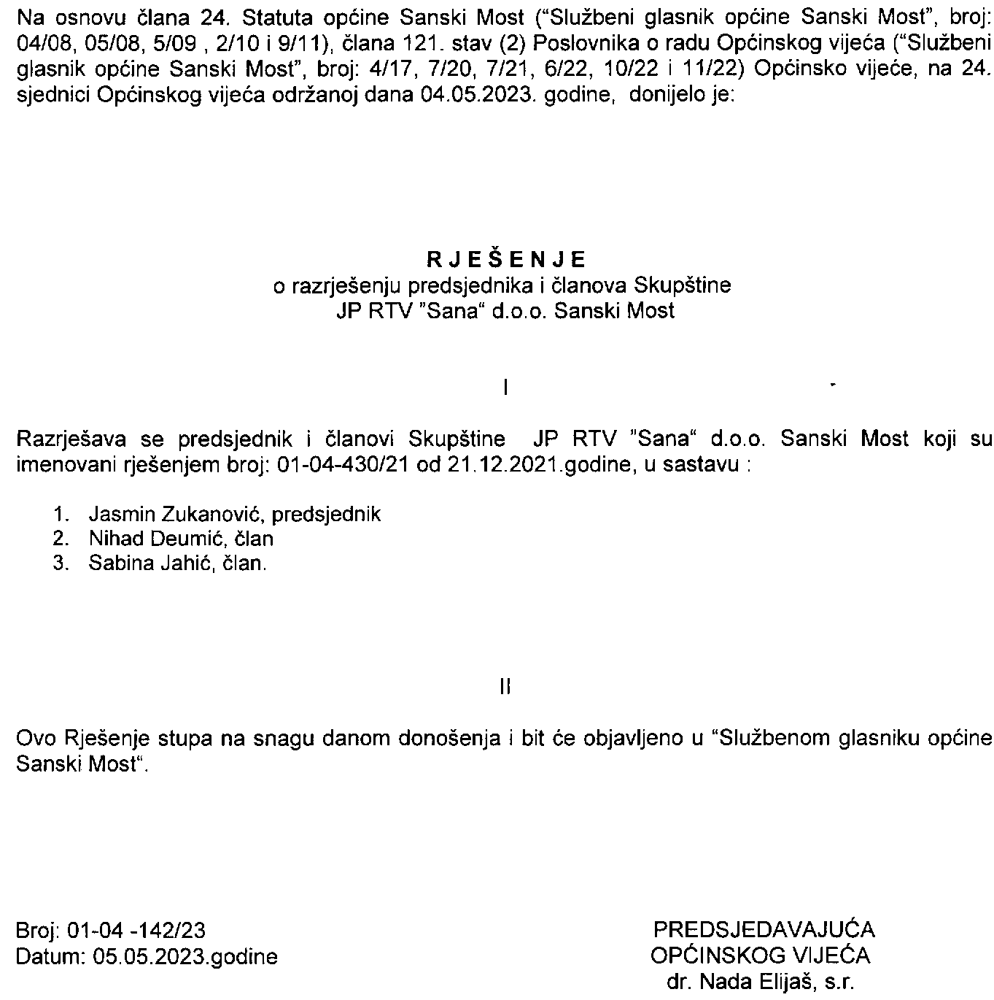 Na osnovu člana 24. Statuta općine Sanski Most (“Službeni glasnik općine Sanski Most”, broj:
04/08, 05/08, 5/09 , 2/10 i 9/11), člana 121. stav (2) Poslovnika o radu Općinskog vijeća (“Službeni
glasnik općine Sanski Most”, broj: 4/17, 7/20, 7/21, 6/22, 10/22 i 11/22) Općinsko vijeće, na 24.
sjednici Općinskog vijeća održanoj dana 04.05.2023. godine, donijelo je:
R J E Š E N J E
o razrješenju predsjednika i članova Skupštine
JP RTV ”Sana“ d.o.o. Sanski Most
I
Razrješava se predsjednik i članovi Skupštine JP RTV ”Sana“ d.o.o. Sanski Most koji su
imenovani rješenjem broj: 01-04-430/21 od 21.12.2021.godine, u sastavu :
1. Jasmin Zukanović, predsjednik
2. Nihad Deumić, član
3. Sabina Jahić, član.
II
Ovo Rješenje stupa na snagu danom donošenja i bit će objavljeno u “Službenom glasniku općine
Sanski Most“.
Broj: 01-04 -142/23
Datum: 05.05.2023.godine
PREDSJEDAVAJUĆA
OPĆINSKOG VIJEĆA
dr. Nada Elijaš, s.r.